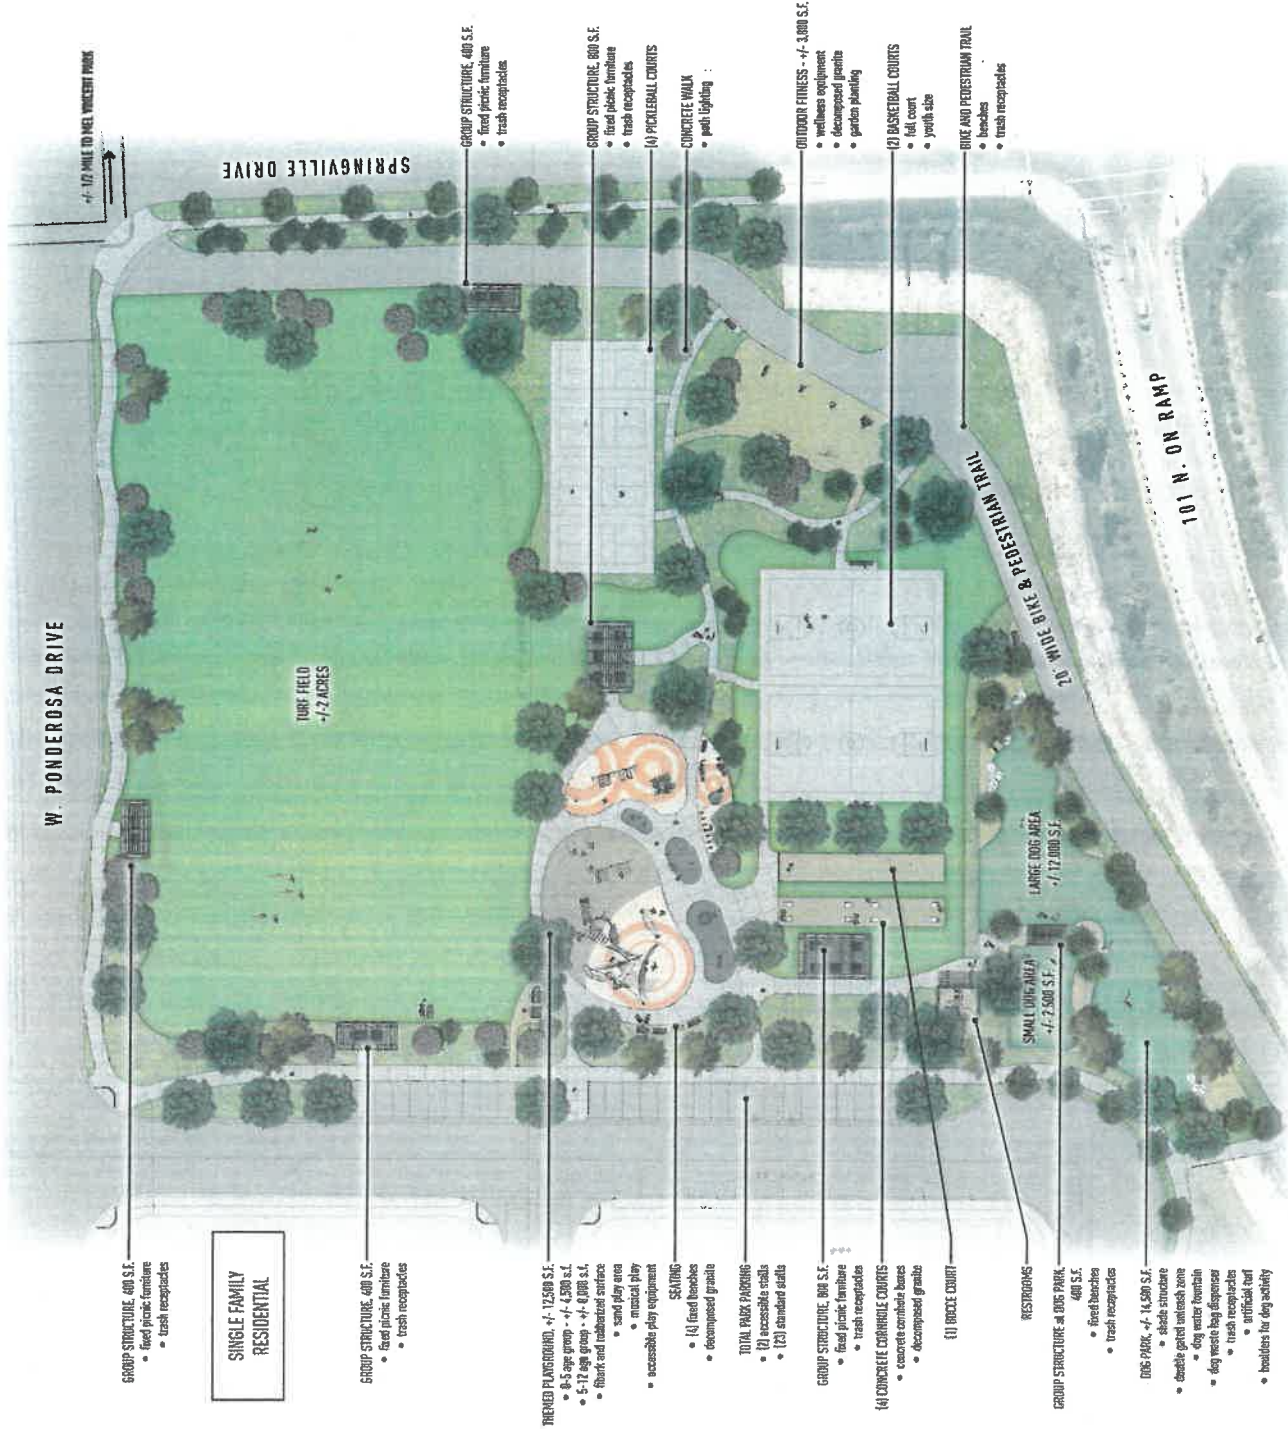 W. PONDEROSA DRIVE
+/- 1/2 MILE TO MEL VINCENT PARK
SPRINGVILLE DRIVE
101 N. ON RAMP
20' WIDE BIKE & PEDESTRIAN TRAIL
TURF FIELD
+/-2 ACRES
LARGE DOG AREA
+/- 12,000 S.F.
SMALL DOG AREA
+/- 2,500 S.F.
SINGLE FAMILY
RESIDENTIAL
GROUP STRUCTURE, 400 S.F.
• fixed picnic furniture
• trash receptacles
GROUP STRUCTURE, 400 S.F.
• fixed picnic furniture
• trash receptacles
THEMED PLAYGROUND, +/- 12,500 S.F.
• 0-5 age group - +/- 4,500 s.f.
• 5-12 age group - +/- 8,000 s.f.
• fibark and rubberized surface
• sand play area
• musical play
• accessible play equipment
SEATING
• (4) fixed benches
• decomposed granite
TOTAL PARK PARKING
• (2) accessible stalls
• (23) standard stalls
GROUP STRUCTURE, 800 S.F.
• fixed picnic furniture
• trash receptacles
(4) CONCRETE CORNHOLE COURTS
• concrete cornhole boxes
• decomposed granite
(1) BOCCE COURT
RESTROOMS
GROUP STRUCTURE at DOG PARK,
400 S.F.
• fixed benches
• trash receptacles
DOG PARK, +/- 14,500 S.F.
• shade structure
• double gated unleash zone
• dog water fountain
• dog waste bag dispenser
• trash receptacles
• artificial turf
• boulders for dog activity
GROUP STRUCTURE, 400 S.F.
• fixed picnic furniture
• trash receptacles
GROUP STRUCTURE, 800 S.F.
• fixed picnic furniture
• trash receptacles
(4) PICKLEBALL COURTS
CONCRETE WALK
• path lighting
OUTDOOR FITNESS - +/- 3,800 S.F.
• wellness equipment
• decomposed granite
• garden planting
(2) BASKETBALL COURTS
• full court
• youth size
BIKE AND PEDESTRIAN TRAIL
• benches
• trash receptacles